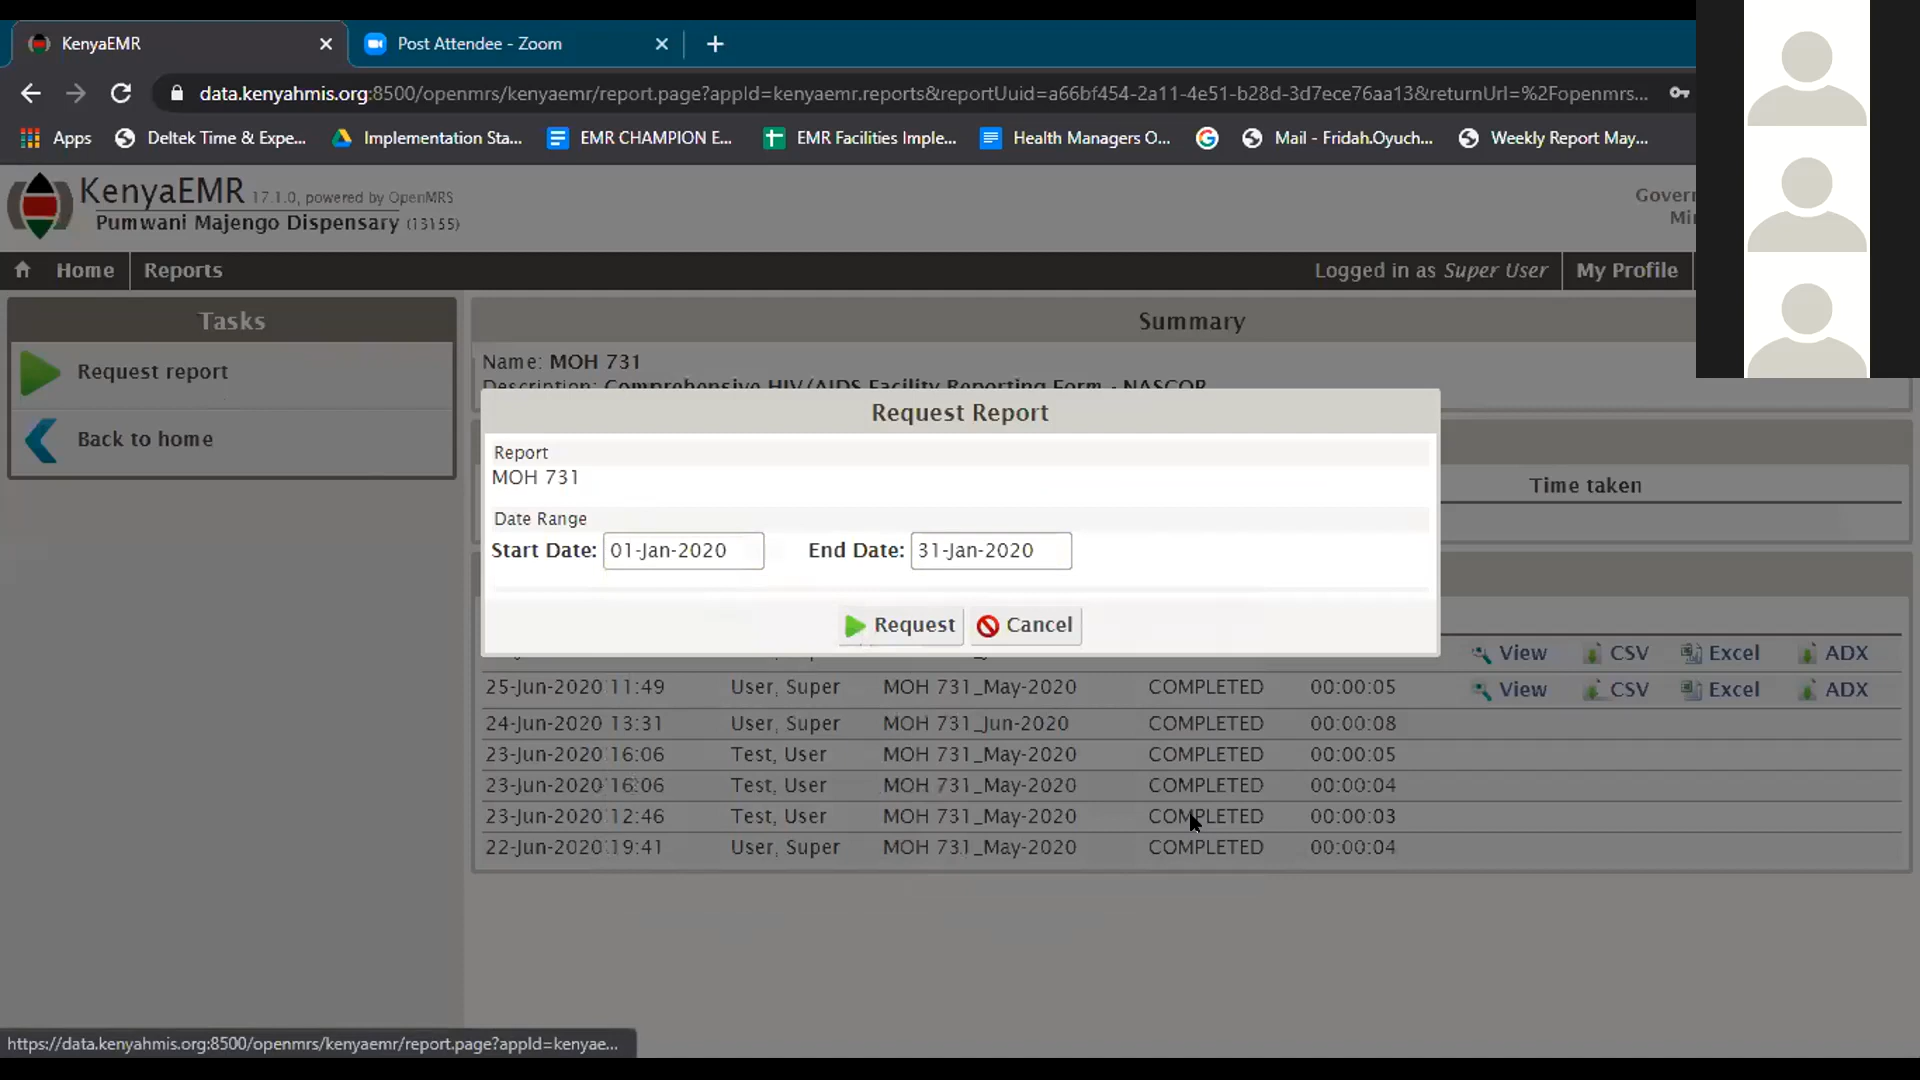 KenyaEMR
Post Attendee - Zoom
data.kenyahmis.org:8500/openmrs/kenyaemr/report.page?appId=kenyaemr.reports&reportUuid=a66bf454-2a11-4e51-b28d-3d7ece76aa13&returnUrl=%2Fopenmrs...
Apps Deltek Time & Expe... Implementation Sta... EMR CHAMPION E... EMR Facilities Imple... Health Managers O... Mail - Fridah.Oyuch... Weekly Report May...
KenyaEMR 17.1.0, powered by OpenMRS
Pumwani Majengo Dispensary (13155)
Home Reports Logged in as Super User My Profile
Tasks
Request report
Back to home
Summary
Name: MOH 731
Description: Comprehensive HIV/AIDS Facility Reporting Form - NASCOP
Time taken
Request Report
Report
MOH 731
Date Range
Start Date: 01-Jan-2020 End Date: 31-Jan-2020
Request Cancel
View CSV Excel ADX
25-Jun-2020 11:49 User, Super MOH 731_May-2020 COMPLETED 00:00:05 View CSV Excel ADX
24-Jun-2020 13:31 User, Super MOH 731_Jun-2020 COMPLETED 00:00:08
23-Jun-2020 16:06 Test, User MOH 731_May-2020 COMPLETED 00:00:05
23-Jun-2020 16:06 Test, User MOH 731_May-2020 COMPLETED 00:00:04
23-Jun-2020 12:46 Test, User MOH 731_May-2020 COMPLETED 00:00:03
22-Jun-2020 19:41 User, Super MOH 731_May-2020 COMPLETED 00:00:04
https://data.kenyahmis.org:8500/openmrs/kenyaemr/report.page?appId=kenyae...